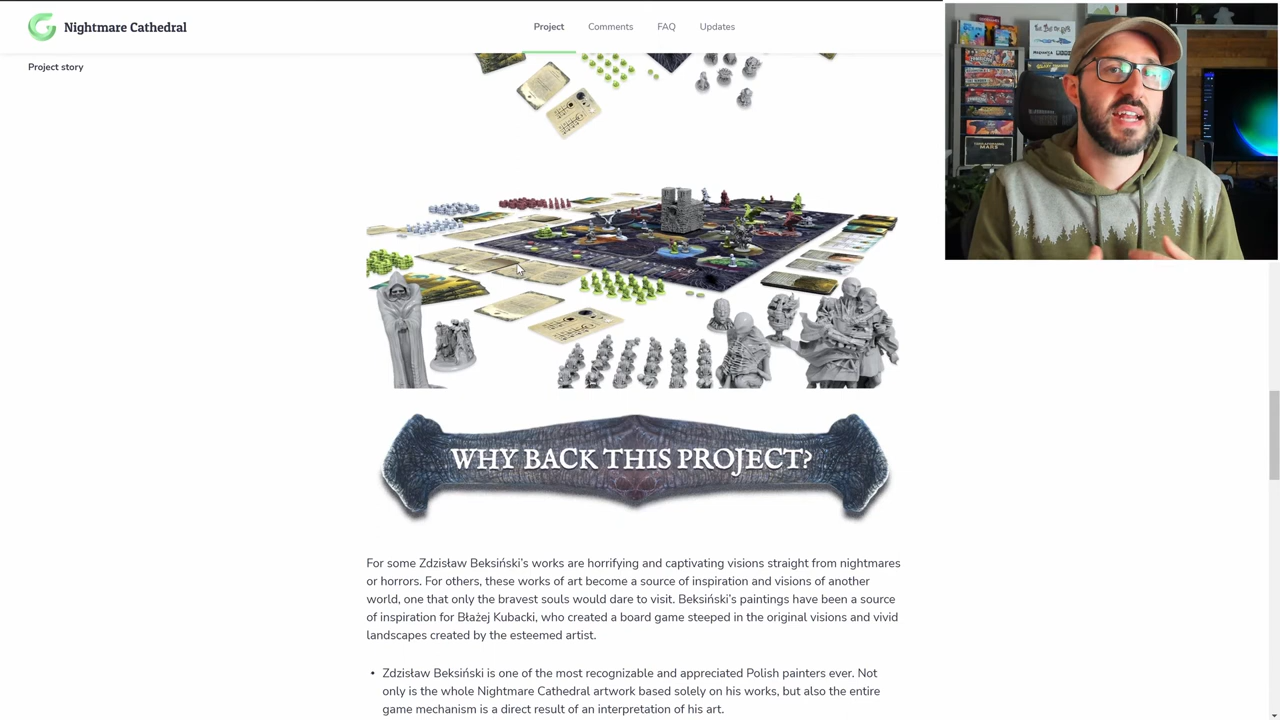 Nightmare Cathedral
Project
Comments
FAQ
Updates
Project story
TERRAFORMING
MARS
WHY BACK THIS PROJECT?
For some Zdzisław Beksiński’s works are horrifying and captivating visions straight from nightmares
or horrors. For others, these works of art become a source of inspiration and visions of another
world, one that only the bravest souls would dare to visit. Beksiński’s paintings have been a source
of inspiration for Błażej Kubacki, who created a board game steeped in the original visions and vivid
landscapes created by the esteemed artist.
• Zdzisław Beksiński is one of the most recognizable and appreciated Polish painters ever. Not
only is the whole Nightmare Cathedral artwork based solely on his works, but also the entire
game mechanism is a direct result of an interpretation of his art.